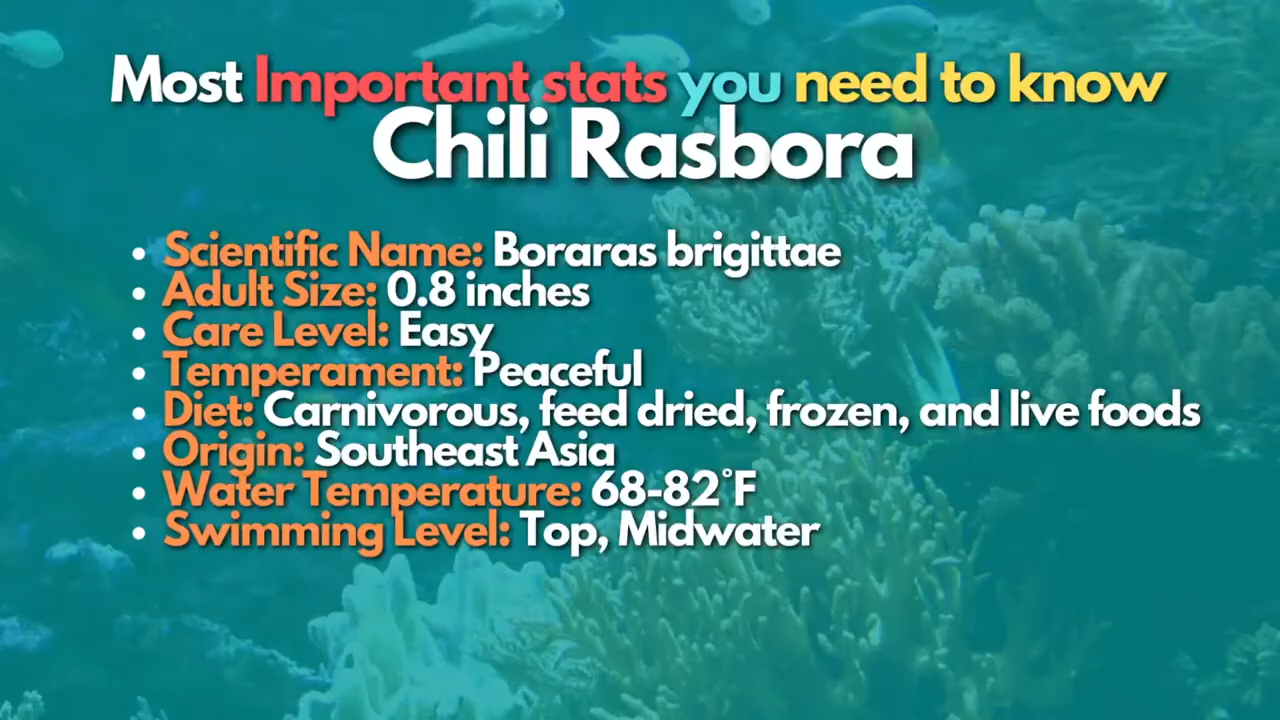 Most Important stats you need to know
Chili Rasbora
• Scientific Name: Boraras brigittae
• Adult Size: 0.8 inches
• Care Level: Easy
• Temperament: Peaceful
• Diet: Carnivorous, feed dried, frozen, and live foods
• Origin: Southeast Asia
• Water Temperature: 68-82°F
• Swimming Level: Top, Midwater